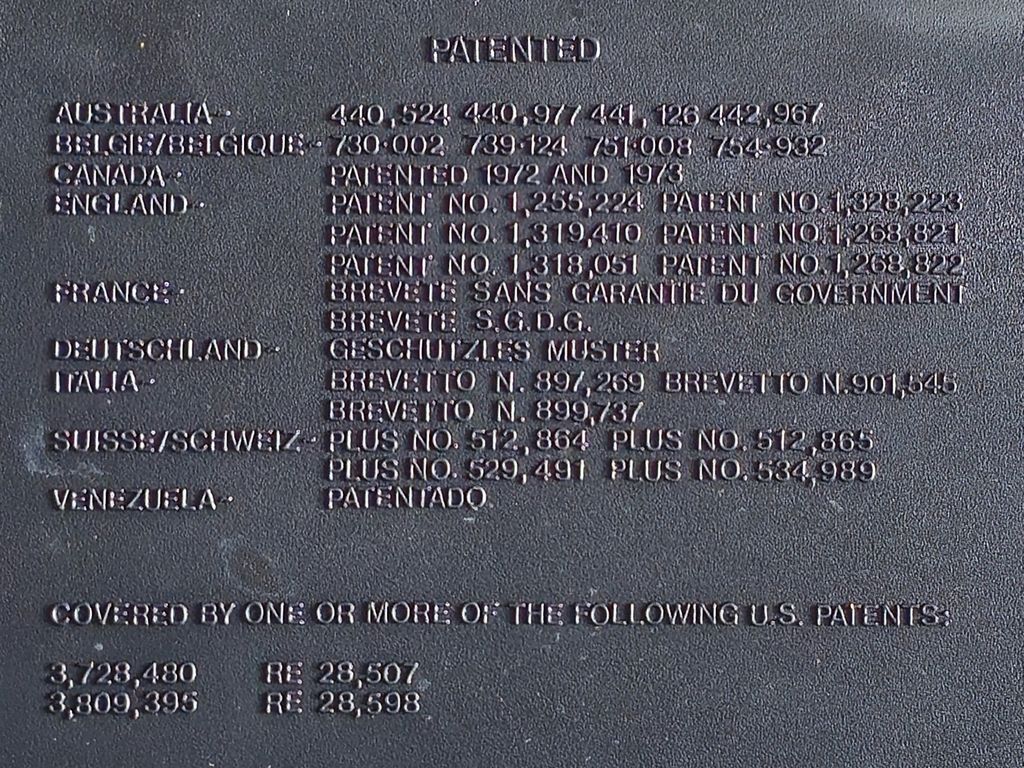 PATENTED
AUSTRALIA- 440,524 440,977 441,126 442,967
BELGIE/BELGIQUE- 730·002 739·124 751·008 754·932
CANADA- PATENTED 1972 AND 1973
ENGLAND- PATENT NO. 1,255,224 PATENT NO. 1,328,223
PATENT NO. 1,319,410 PATENT NO. 1,268,821
PATENT NO. 1,318,051 PATENT NO. 1,268,822
FRANCE- BREVETE SANS GARANTIE DU GOVERNMENT
BREVETE S.G.D.G.
DEUTSCHLAND- GESCHUTZLES MUSTER
ITALIA- BREVETTO N. 897,269 BREVETTO N. 901,545
BREVETTO N. 899,737
SUISSE/SCHWEIZ- PLUS NO. 512,864 PLUS NO. 512,865
PLUS NO. 529,491 PLUS NO. 534,989
VENEZUELA- PATENTADO.
COVERED BY ONE OR MORE OF THE FOLLOWING U.S. PATENTS:
3,728,480 RE 28,507
3,809,395 RE 28,598